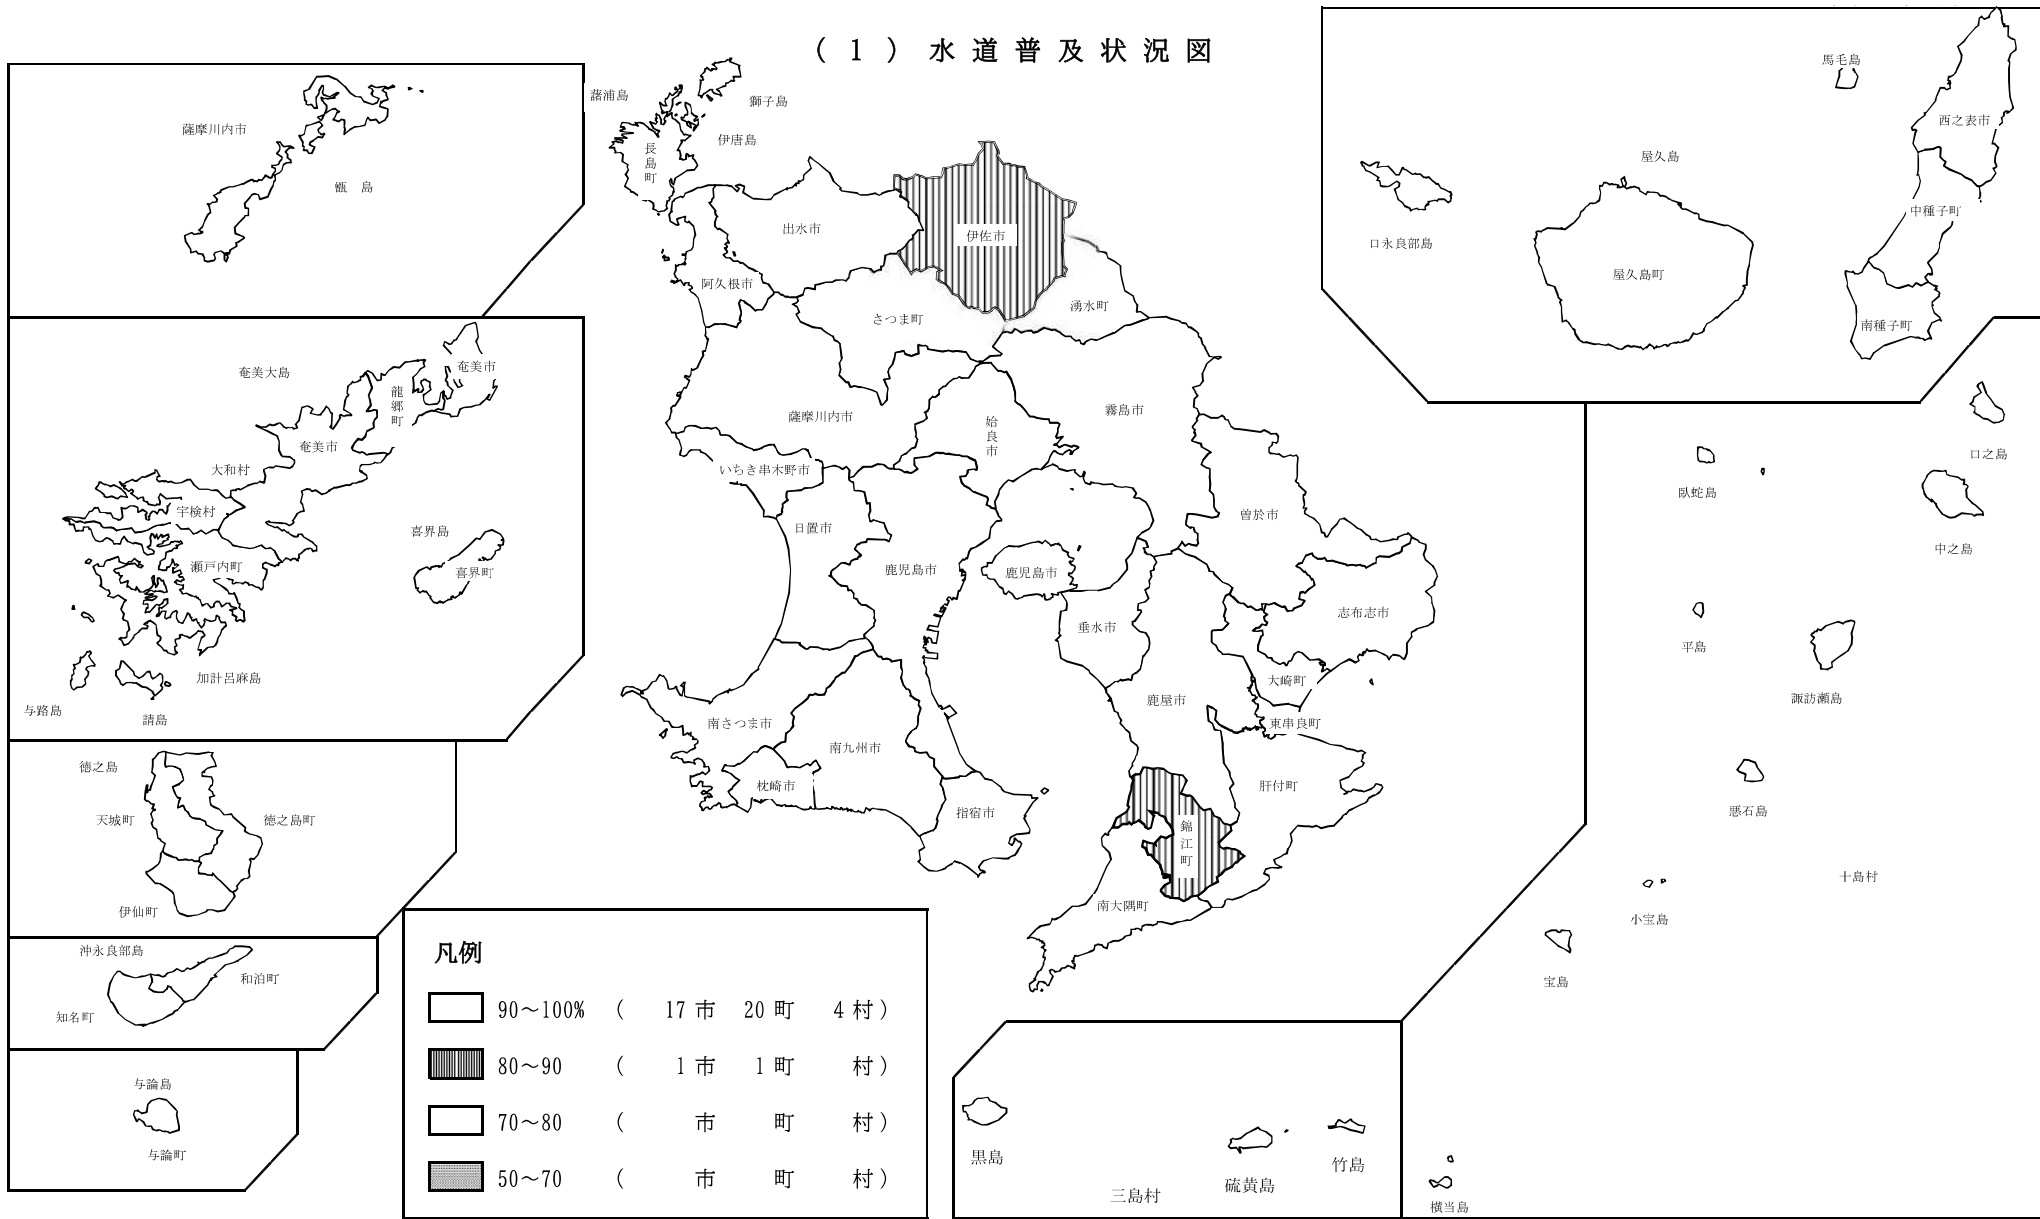 (1)水道普及状況図
薩摩川内市
甑島
奄美大島
奄美市
龍郷町
奄美市
大和村
宇検村
瀬戸内町
喜界島
喜界町
加計呂麻島
与路島
請島
徳之島
天城町
徳之島町
伊仙町
沖永良部島
和泊町
知名町
与論島
与論町
藷浦島
獅子島
伊唐島
長島町
出水市
伊佐市
阿久根市
さつま町
湧水町
薩摩川内市
姶良市
霧島市
いちき串木野市
日置市
鹿児島市
鹿児島市
曽於市
志布志市
垂水市
大崎町
鹿屋市
東串良町
南さつま市
南九州市
枕崎市
指宿市
肝付町
錦江町
南大隅町
馬毛島
西之表市
屋久島
中種子町
口永良部島
屋久島町
南種子町
口之島
臥蛇島
中之島
平島
諏訪瀬島
悪石島
十島村
小宝島
宝島
横当島
黒島
三島村
硫黄島
竹島
凡例
90～100% ( 17市 20町 4村)
80～90 ( 1市 1町 村)
70～80 ( 市 町 村)
50～70 ( 市 町 村)